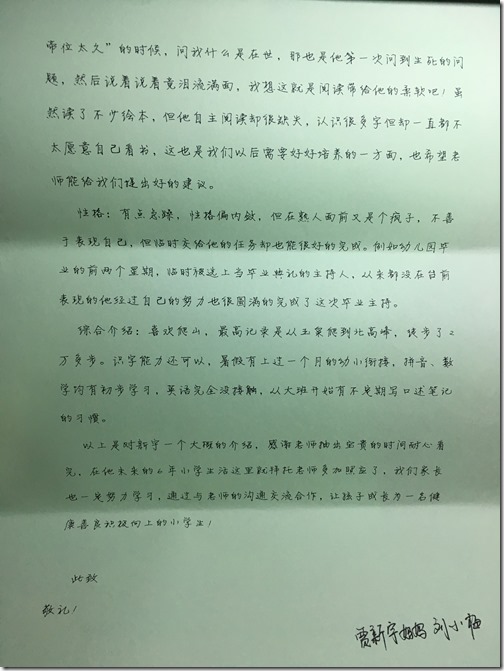 帝位太久”的时候，问我什么是在世，那也是他第一次问到生死的问
题，然后说着说着竟泪流满面，我想这就是阅读带给他的柔软吧！虽
然读了不少绘本，但他自主阅读却很缺失，认识很多字但却一直都不
太愿意自己看书，这也是我们以后需要好好培养的一方面，也希望老
师能给我们提出好的建议。
性格：有点急躁，性格偏内敛，但在熟人面前又是个疯子，不善
于表现自己，但临时交给他的任务却也能很好的完成。例如幼儿园毕
业的前两个星期，临时被选上当毕业典礼的主持人，从来都没在台前
表现的他经过自己的努力也很圆满的完成了这次毕业主持。
综合介绍：喜欢爬山，最高记录是从玉泉爬到北高峰，徒步了2
万多步。识字能力还可以，暑假有上过一个月的幼小衔接，拼音、数
学均有初步学习，英语完全没接触，从大班开始有不定期写口述笔记
的习惯。
以上是对新宇一个大概的介绍，感谢老师抽出宝贵的时间耐心看
完，在他未来的6年小学生活这里就拜托老师多加照应了，我们家长
也一定努力学习，通过与老师的沟通交流合作，让孩子成长为一名健
康善良积极向上的小学生！
此致
敬礼！
贾新宇妈妈 刘小